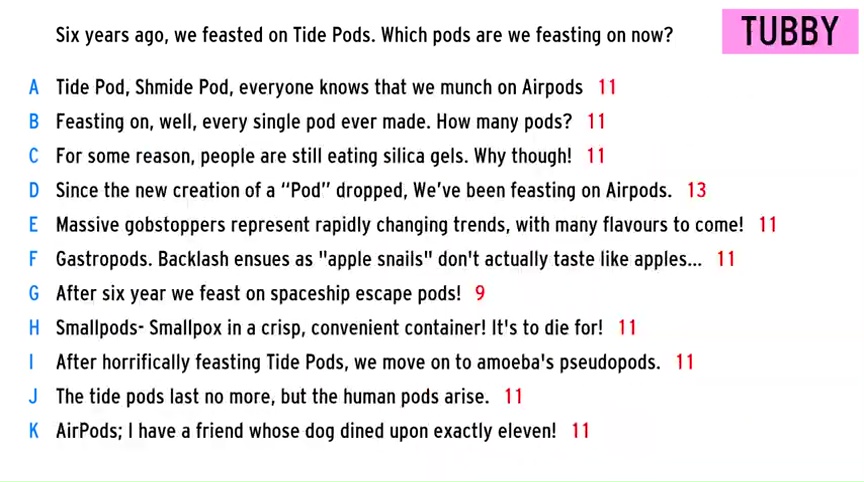 Six years ago, we feasted on Tide Pods. Which pods are we feasting on now?
TUBBY
A Tide Pod, Shmide Pod, everyone knows that we munch on Airpods 11
B Feasting on, well, every single pod ever made. How many pods? 11
C For some reason, people are still eating silica gels. Why though! 11
D Since the new creation of a “Pod” dropped, We’ve been feasting on Airpods. 13
E Massive gobstoppers represent rapidly changing trends, with many flavours to come! 11
F Gastropods. Backlash ensues as "apple snails" don't actually taste like apples... 11
G After six year we feast on spaceship escape pods! 9
H Smallpods- Smallpox in a crisp, convenient container! It's to die for! 11
I After horrifically feasting Tide Pods, we move on to amoeba's pseudopods. 11
J The tide pods last no more, but the human pods arise. 11
K AirPods; I have a friend whose dog dined upon exactly eleven! 11